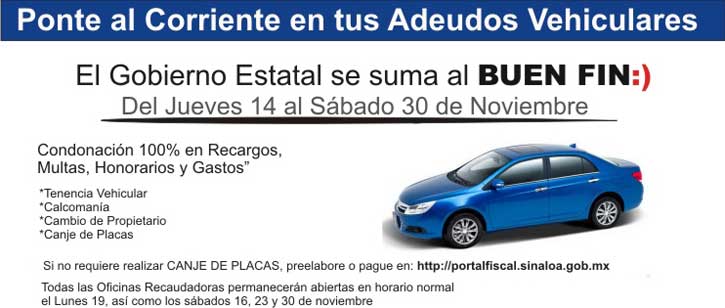 Ponte al Corriente en tus Adeudos Vehiculares
El Gobierno Estatal se suma al BUEN FIN:)
Del Jueves 14 al Sábado 30 de Noviembre
Condonación 100% en Recargos,
Multas, Honorarios y Gastos”
*Tenencia Vehicular
*Calcomanía
*Cambio de Propietario
*Canje de Placas
Si no requiere realizar CANJE DE PLACAS, preelabore o pague en: http://portalfiscal.sinaloa.gob.mx
Todas las Oficinas Recaudadoras permanecerán abiertas en horario normal
el Lunes 19, así como los sábados 16, 23 y 30 de noviembre